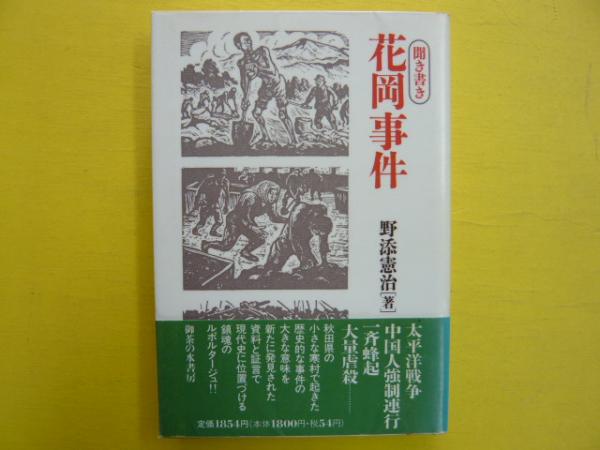 聞き書き
花岡事件
野添憲治[著]
太平洋戦争
中国人強制連行
一斉蜂起
大量虐殺……
秋田県の
小さな寒村で起きた
歴史的な事件の
大きな意味を
新たに発見された
資料と証言で
現代史に位置づける
鎮魂の
ルポルタージュ!!
御茶の水書房
定価1854円(本体1800円・税54円)